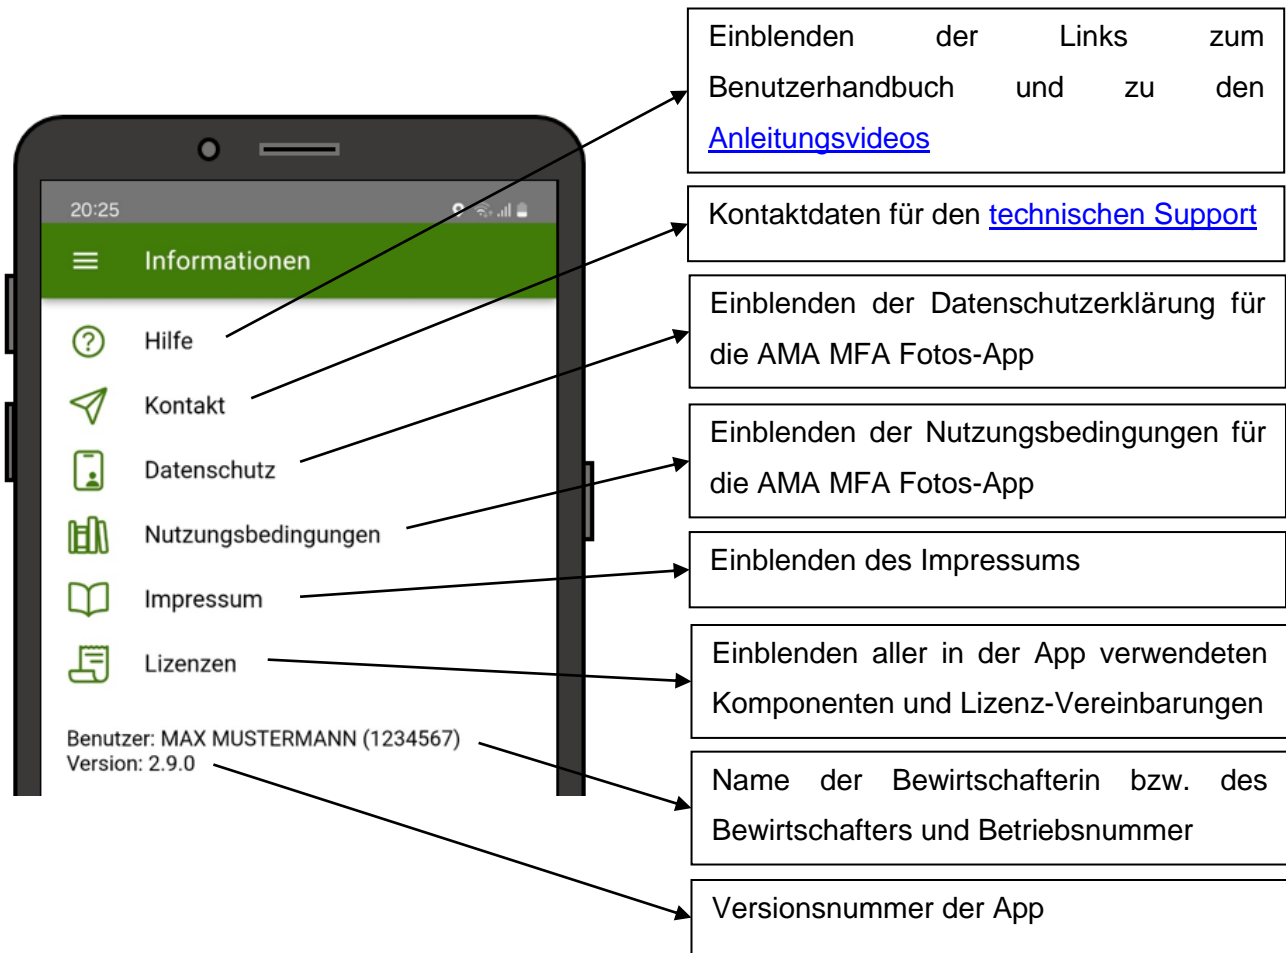 20:25
Informationen
Hilfe
Kontakt
Datenschutz
Nutzungsbedingungen
Impressum
Lizenzen
Benutzer: MAX MUSTERMANN (1234567)
Version: 2.9.0
Einblenden der Links zum
Benutzerhandbuch und zu den
Anleitungsvideos
Kontaktdaten für den technischen Support
Einblenden der Datenschutzerklärung für
die AMA MFA Fotos-App
Einblenden der Nutzungsbedingungen für
die AMA MFA Fotos-App
Einblenden des Impressums
Einblenden aller in der App verwendeten
Komponenten und Lizenz-Vereinbarungen
Name der Bewirtschafterin bzw. des
Bewirtschafters und Betriebsnummer
Versionsnummer der App